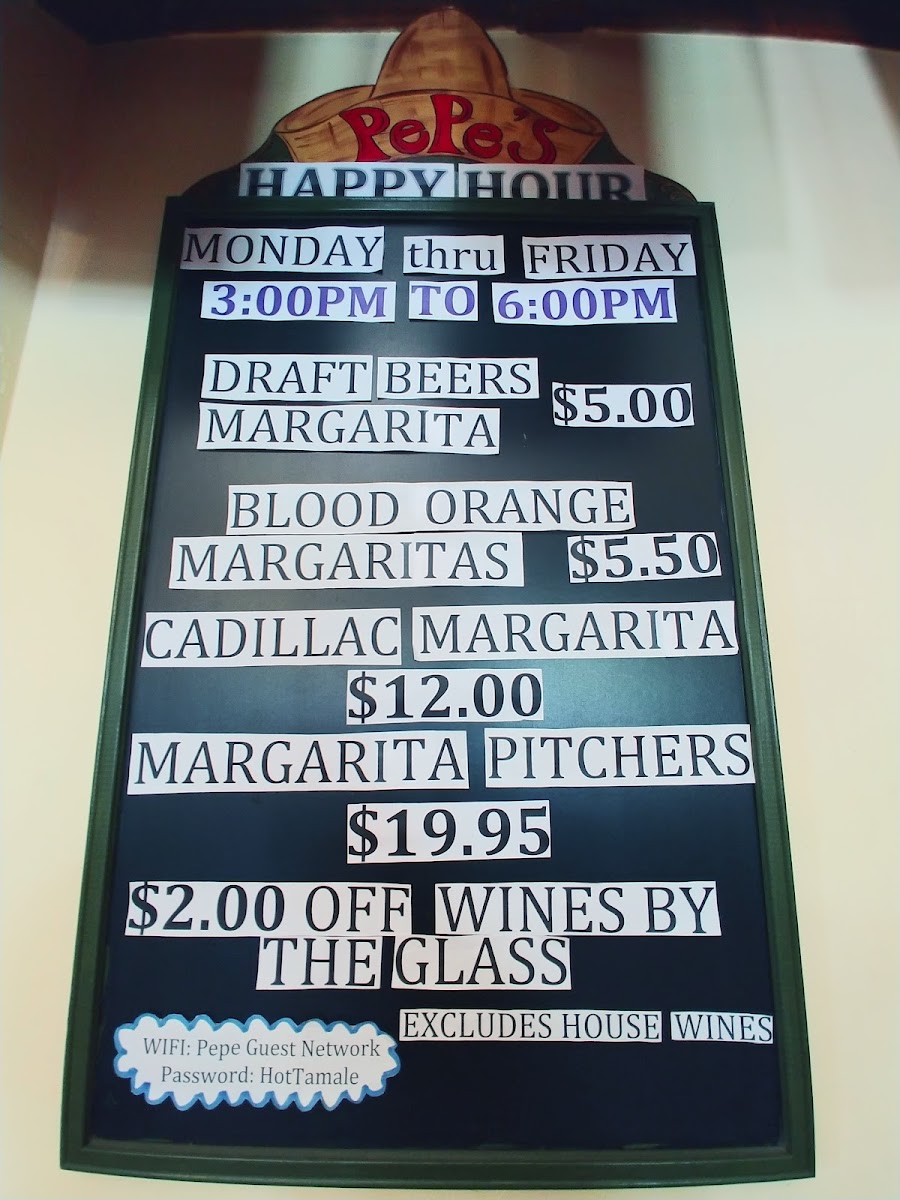 PePe's
HAPPY HOUR
MONDAY thru FRIDAY
3:00PM TO 6:00PM
DRAFT BEERS
MARGARITA
$5.00
BLOOD ORANGE
MARGARITAS $5.50
CADILLAC MARGARITA
$12.00
MARGARITA PITCHERS
$19.95
$2.00 OFF WINES BY
THE GLASS
EXCLUDES HOUSE WINES
WIFI: Pepe Guest Network
Password: HotTamale